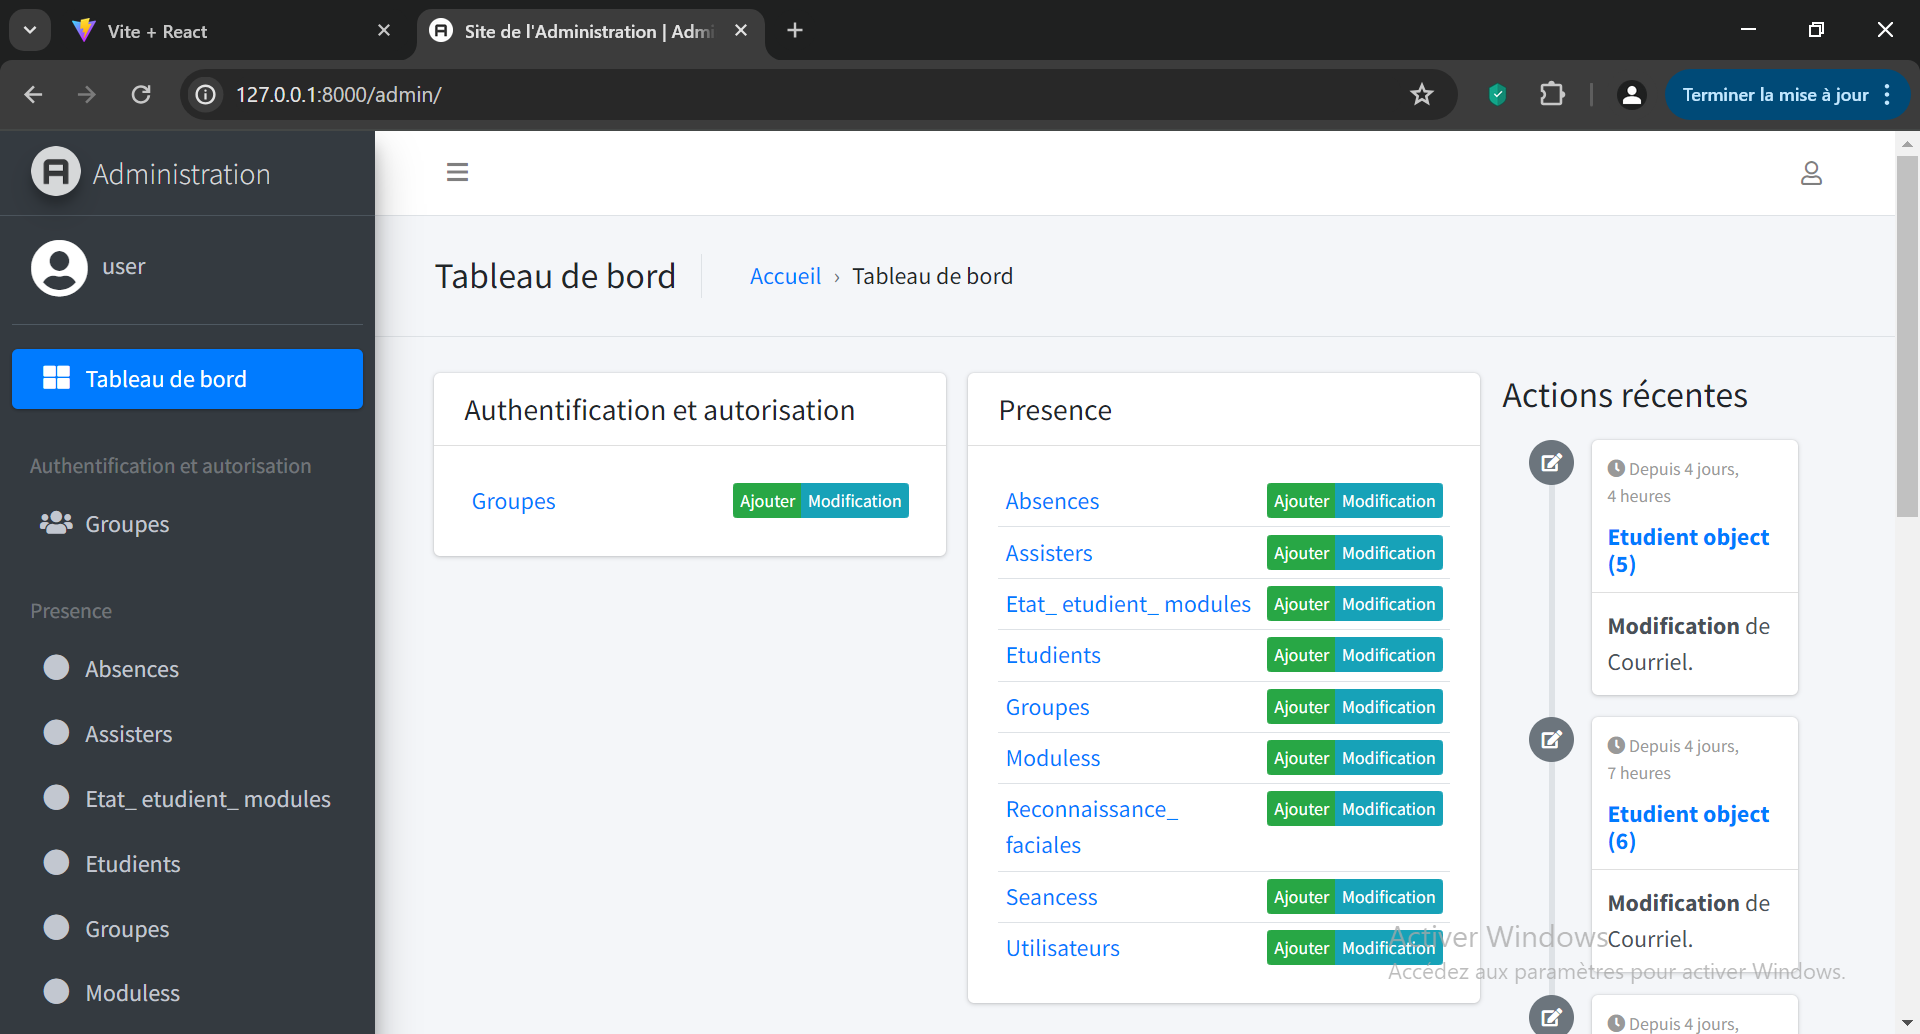 Vite + React
Site de l'Administration | Admi
127.0.0.1:8000/admin/
Terminer la mise à jour
Administration
user
Tableau de bord
Authentification et autorisation
Groupes
Presence
Absences
Assisters
Etat_ etudient_ modules
Etudients
Groupes
Moduless
Tableau de bord
Accueil › Tableau de bord
Authentification et autorisation
Groupes Ajouter Modification
Presence
Absences Ajouter Modification
Assisters Ajouter Modification
Etat_ etudient_ modules Ajouter Modification
Etudients Ajouter Modification
Groupes Ajouter Modification
Moduless Ajouter Modification
Reconnaissance_ Ajouter Modification
faciales
Seancess Ajouter Modification
Utilisateurs Ajouter Modification
Actions récentes
Depuis 4 jours,
4 heures
Etudient object
(5)
Modification de
Courriel.
Depuis 4 jours,
7 heures
Etudient object
(6)
Modification de
Courriel.
Depuis 4 jours,
Activer Windows
Accédez aux paramètres pour activer Windows.